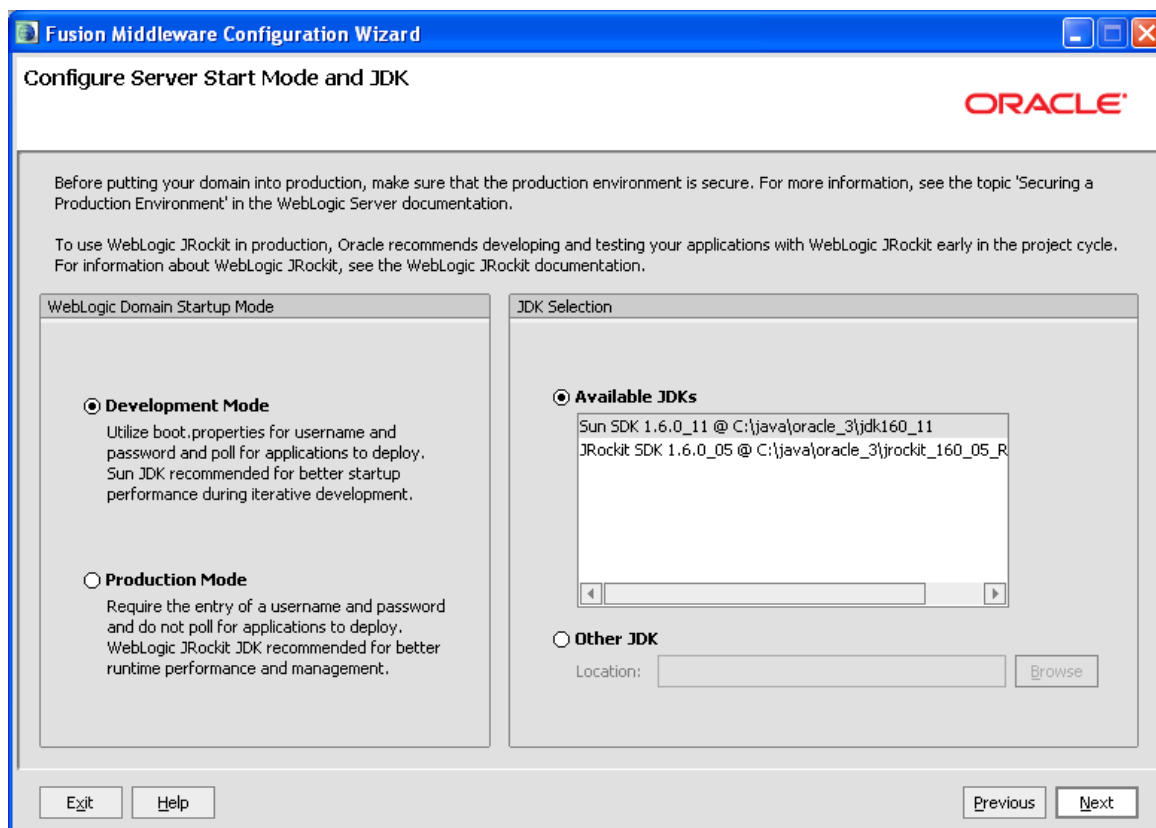 Fusion Middleware Configuration Wizard
Configure Server Start Mode and JDK
ORACLE
Before putting your domain into production, make sure that the production environment is secure. For more information, see the topic 'Securing a
Production Environment' in the WebLogic Server documentation.
To use WebLogic JRockit in production, Oracle recommends developing and testing your applications with WebLogic JRockit early in the project cycle.
For information about WebLogic JRockit, see the WebLogic JRockit documentation.
WebLogic Domain Startup Mode
Development Mode
Utilize boot.properties for username and
password and poll for applications to deploy.
Sun JDK recommended for better startup
performance during iterative development.
Production Mode
Require the entry of a username and password
and do not poll for applications to deploy.
WebLogic JRockit JDK recommended for better
runtime performance and management.
JDK Selection
Available JDKs
Sun SDK 1.6.0_11 @ C:\java\oracle_3\jdk160_11
JRockit SDK 1.6.0_05 @ C:\java\oracle_3\jrockit_160_05_R
Other JDK
Location:
Browse
Exit
Help
Previous
Next